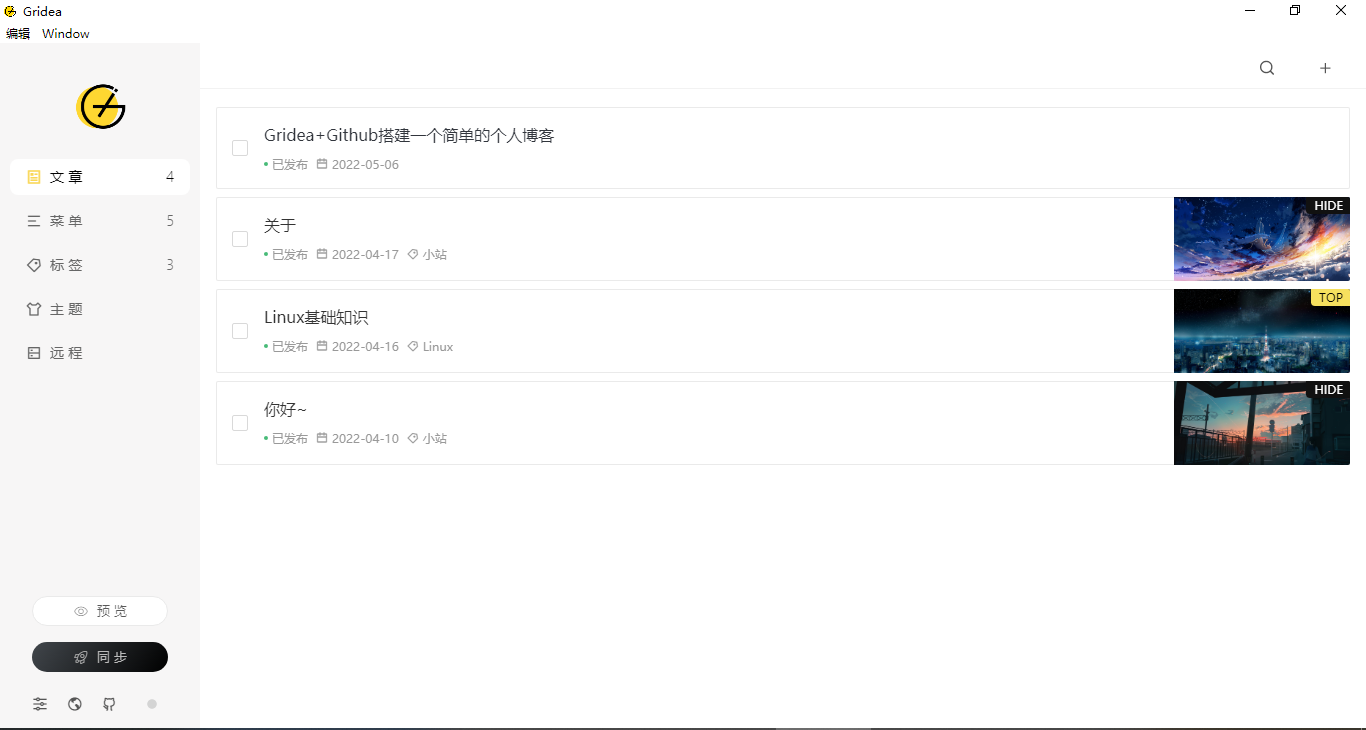 Gridea
编辑 Window
文章 4
菜单 5
标签 3
主题
远程
预览
同步
Gridea+Github搭建一个简单的个人博客
已发布 2022-05-06
关于
已发布 2022-04-17 小站
HIDE
Linux基础知识
已发布 2022-04-16 Linux
TOP
你好~
已发布 2022-04-10 小站
HIDE